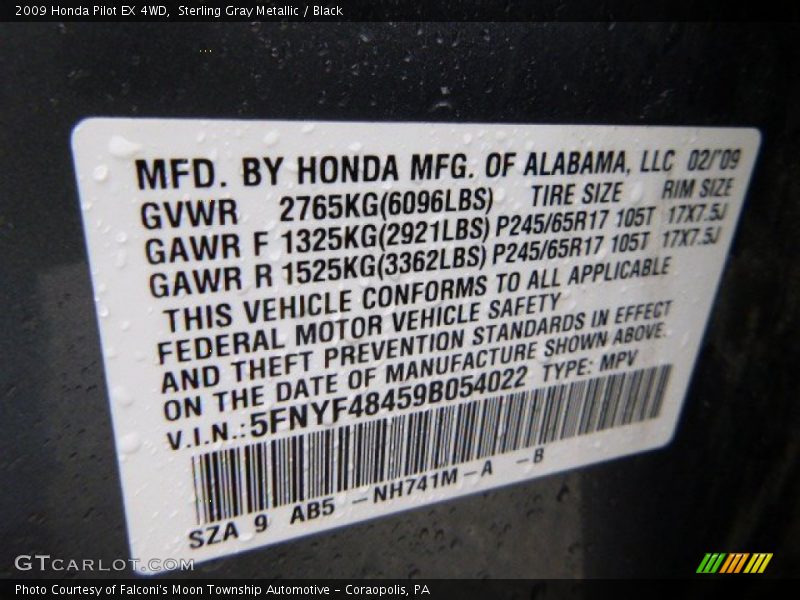 2009 Honda Pilot EX 4WD,  Sterling Gray Metallic / Black
MFD. BY HONDA MFG. OF ALABAMA, LLC 02/'09
GVWR 2765KG(6096LBS) TIRE SIZE RIM SIZE
GAWR F 1325KG(2921LBS) P245/65R17 105T 17X7.5J
GAWR R 1525KG(3362LBS) P245/65R17 105T 17X7.5J
THIS VEHICLE CONFORMS TO ALL APPLICABLE
FEDERAL MOTOR VEHICLE SAFETY
AND THEFT PREVENTION STANDARDS IN EFFECT
ON THE DATE OF MANUFACTURE SHOWN ABOVE.
V.I.N.:5FNYF48459B054022 TYPE: MPV
SZA 9 AB5 -NH741M-A -B
GTCARLOT.COM
Photo Courtesy of Falconi's Moon Township Automotive - Coraopolis, PA